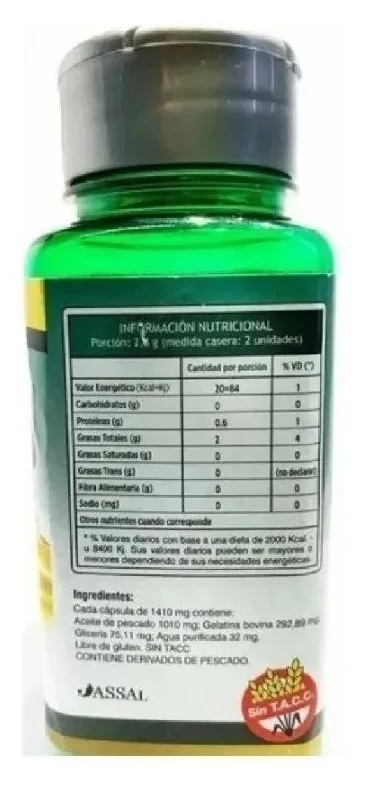 INFORMACIÓN NUTRICIONAL
Porción: 2,8 g (medida casera: 2 unidades)
Cantidad por porción % VD (*)
Valor Energético (Kcal=Kj) 20=84 1
Carbohidratos (g) 0 0
Proteinas (g) 0.6 1
Grasas Totales (g) 2 4
Grasas Saturadas (g) 0 0
Grasas Trans (g) 0 (no declarar)
Fibra Alimentaria (g) 0 0
Sodio (mg) 0 0
Otros nutrientes cuando corresponde
* % Valores diarios con base a una dieta de 2000 Kcal -
u 8400 Kj. Sus valores diarios pueden ser mayores o
menores dependiendo de sus necesidades energéticas
Ingredientes:
Cada cápsula de 1410 mg contiene:
Aceite de pescado 1010 mg; Gelatina bovina 292,89 mg
Gliceria 75,11 mg; Agua purificada 32 mg.
Libre de gluten. SIN TACC
CONTIENE DERIVADOS DE PESCADO.
ASSAL
Sin T.A.C.C.